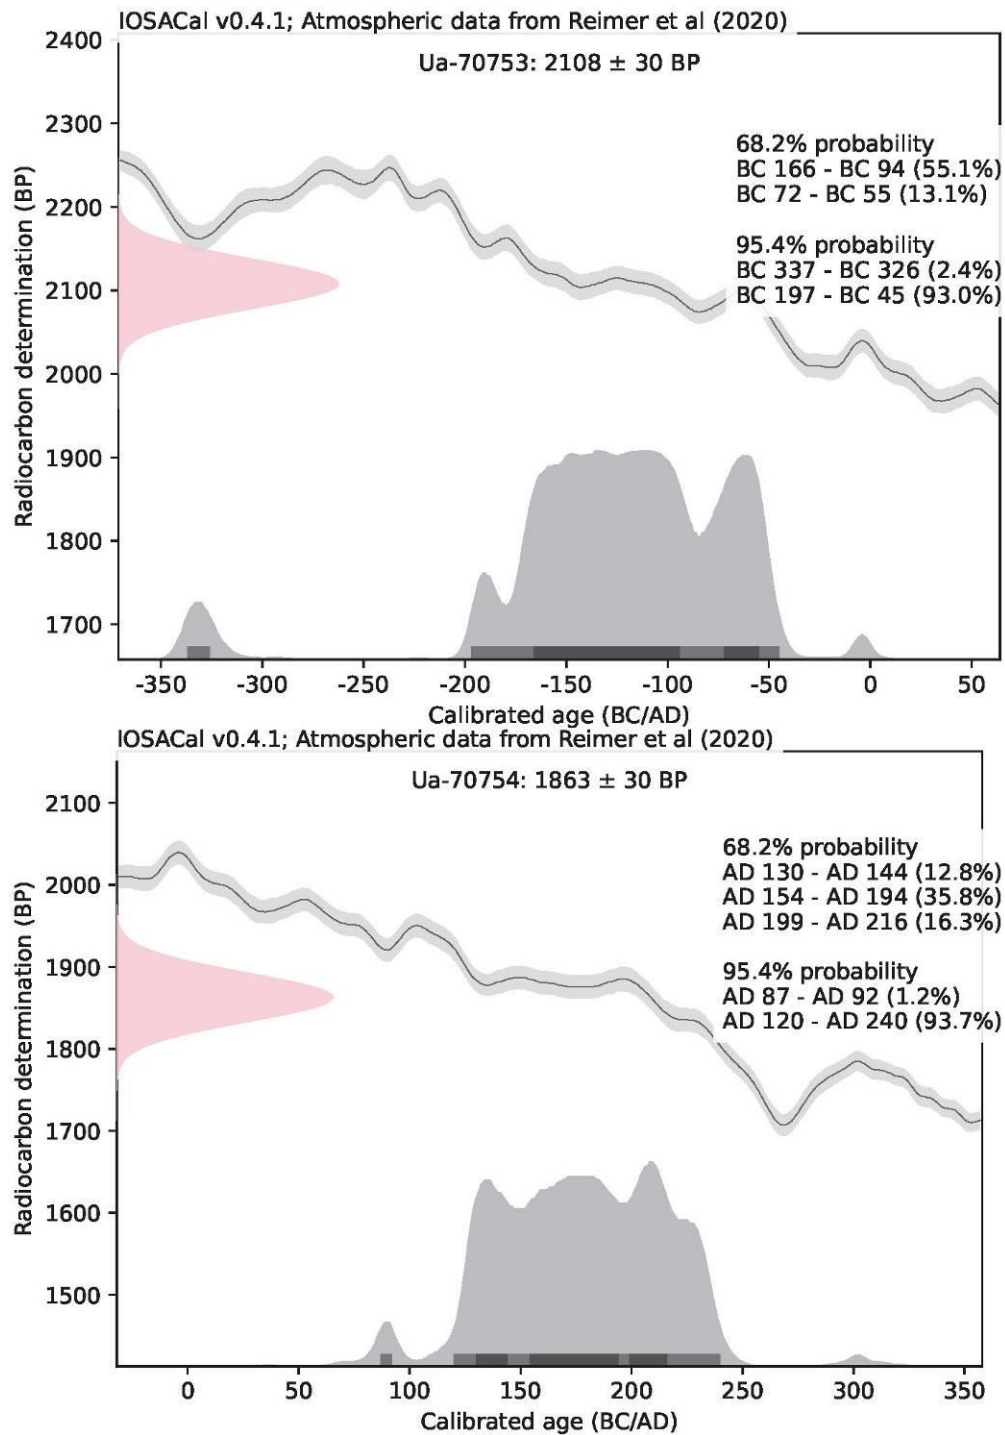 IOSACal v0.4.1; Atmospheric data from Reimer et al (2020)
Ua-70753: 2108 ± 30 BP
68.2% probability
BC 166 - BC 94 (55.1%)
BC 72 - BC 55 (13.1%)
95.4% probability
BC 337 - BC 326 (2.4%)
BC 197 - BC 45 (93.0%)
Radiocarbon determination (BP)
2400
2300
2200
2100
2000
1900
1800
1700
-350 -300 -250 -200 -150 -100 -50 0 50
Calibrated age (BC/AD)
IOSACal v0.4.1; Atmospheric data from Reimer et al (2020)
Ua-70754: 1863 ± 30 BP
68.2% probability
AD 130 - AD 144 (12.8%)
AD 154 - AD 194 (35.8%)
AD 199 - AD 216 (16.3%)
95.4% probability
AD 87 - AD 92 (1.2%)
AD 120 - AD 240 (93.7%)
Radiocarbon determination (BP)
2100
2000
1900
1800
1700
1600
1500
0 50 100 150 200 250 300 350
Calibrated age (BC/AD)